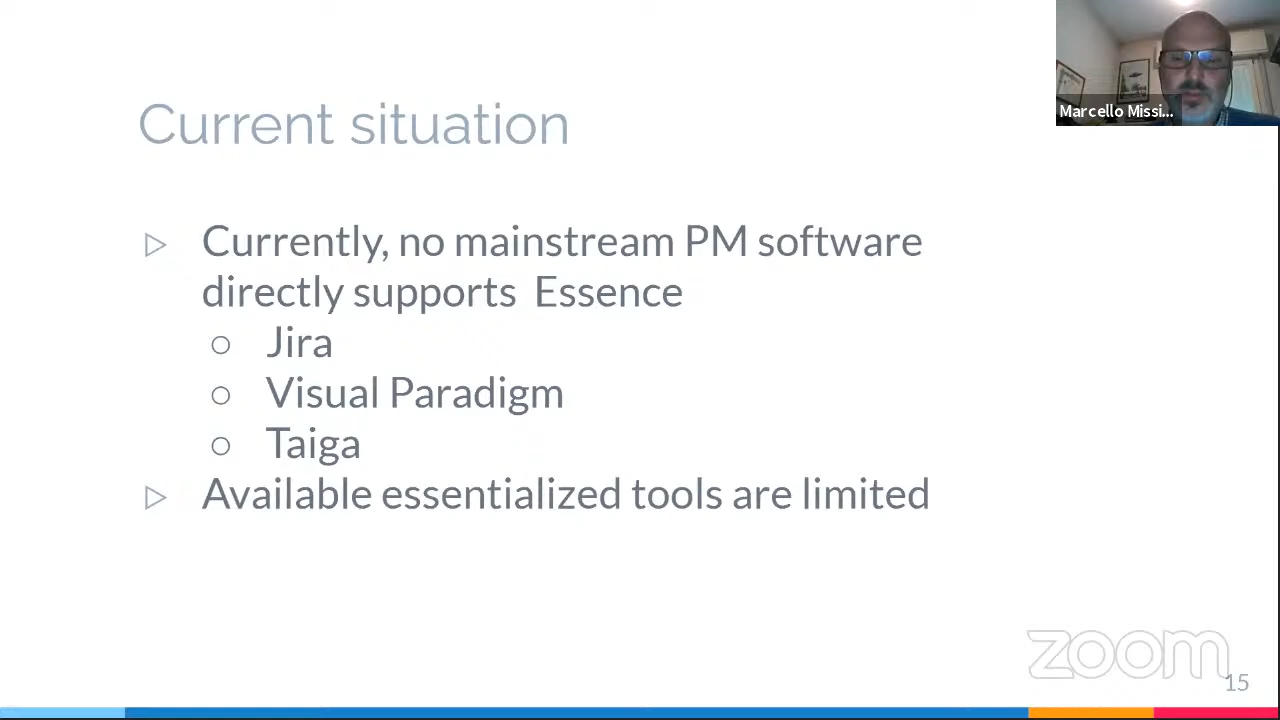 Marcello Missi...
Current situation
Currently, no mainstream PM software
directly supports Essence
Jira
Visual Paradigm
Taiga
Available essentialized tools are limited
zoom
15